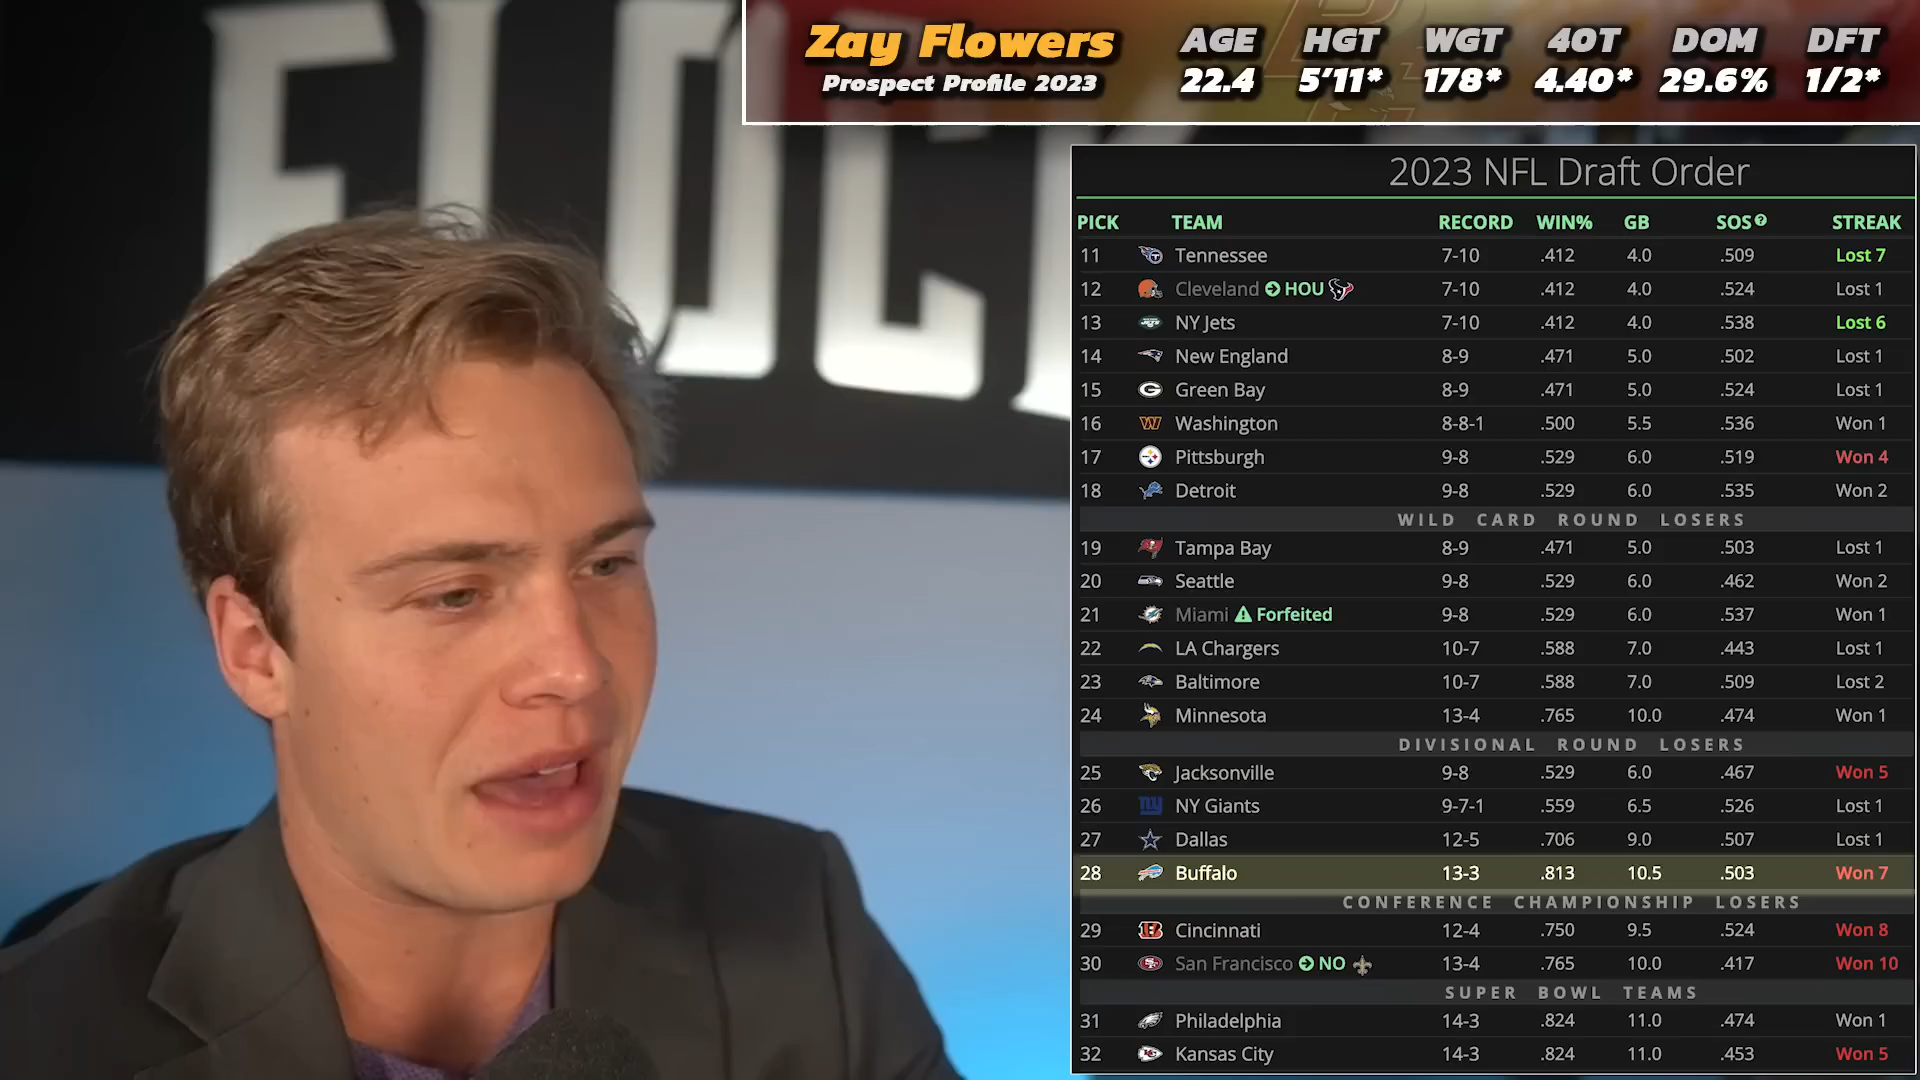 Zay Flowers
Prospect Profile 2023
AGE HGT WGT 40T DOM DFT
22.4 5'11* 178* 4.40* 29.6% 1/2*
FLOCK
2023 NFL Draft Order
PICK TEAM RECORD WIN% GB SOS STREAK
11 Tennessee 7-10 .412 4.0 .509 Lost 7
12 Cleveland HOU 7-10 .412 4.0 .524 Lost 1
13 NY Jets 7-10 .412 4.0 .538 Lost 6
14 New England 8-9 .471 5.0 .502 Lost 1
15 Green Bay 8-9 .471 5.0 .524 Lost 1
16 Washington 8-8-1 .500 5.5 .536 Won 1
17 Pittsburgh 9-8 .529 6.0 .519 Won 4
18 Detroit 9-8 .529 6.0 .535 Won 2
WILD CARD ROUND LOSERS
19 Tampa Bay 8-9 .471 5.0 .503 Lost 1
20 Seattle 9-8 .529 6.0 .462 Won 2
21 Miami Forfeited 9-8 .529 6.0 .537 Won 1
22 LA Chargers 10-7 .588 7.0 .443 Lost 1
23 Baltimore 10-7 .588 7.0 .509 Lost 2
24 Minnesota 13-4 .765 10.0 .474 Won 1
DIVISIONAL ROUND LOSERS
25 Jacksonville 9-8 .529 6.0 .467 Won 5
26 NY Giants 9-7-1 .559 6.5 .526 Lost 1
27 Dallas 12-5 .706 9.0 .507 Lost 1
28 Buffalo 13-3 .813 10.5 .503 Won 7
CONFERENCE CHAMPIONSHIP LOSERS
29 Cincinnati 12-4 .750 9.5 .524 Won 8
30 San Francisco NO 13-4 .765 10.0 .417 Won 10
SUPER BOWL TEAMS
31 Philadelphia 14-3 .824 11.0 .474 Won 1
32 Kansas City 14-3 .824 11.0 .453 Won 5